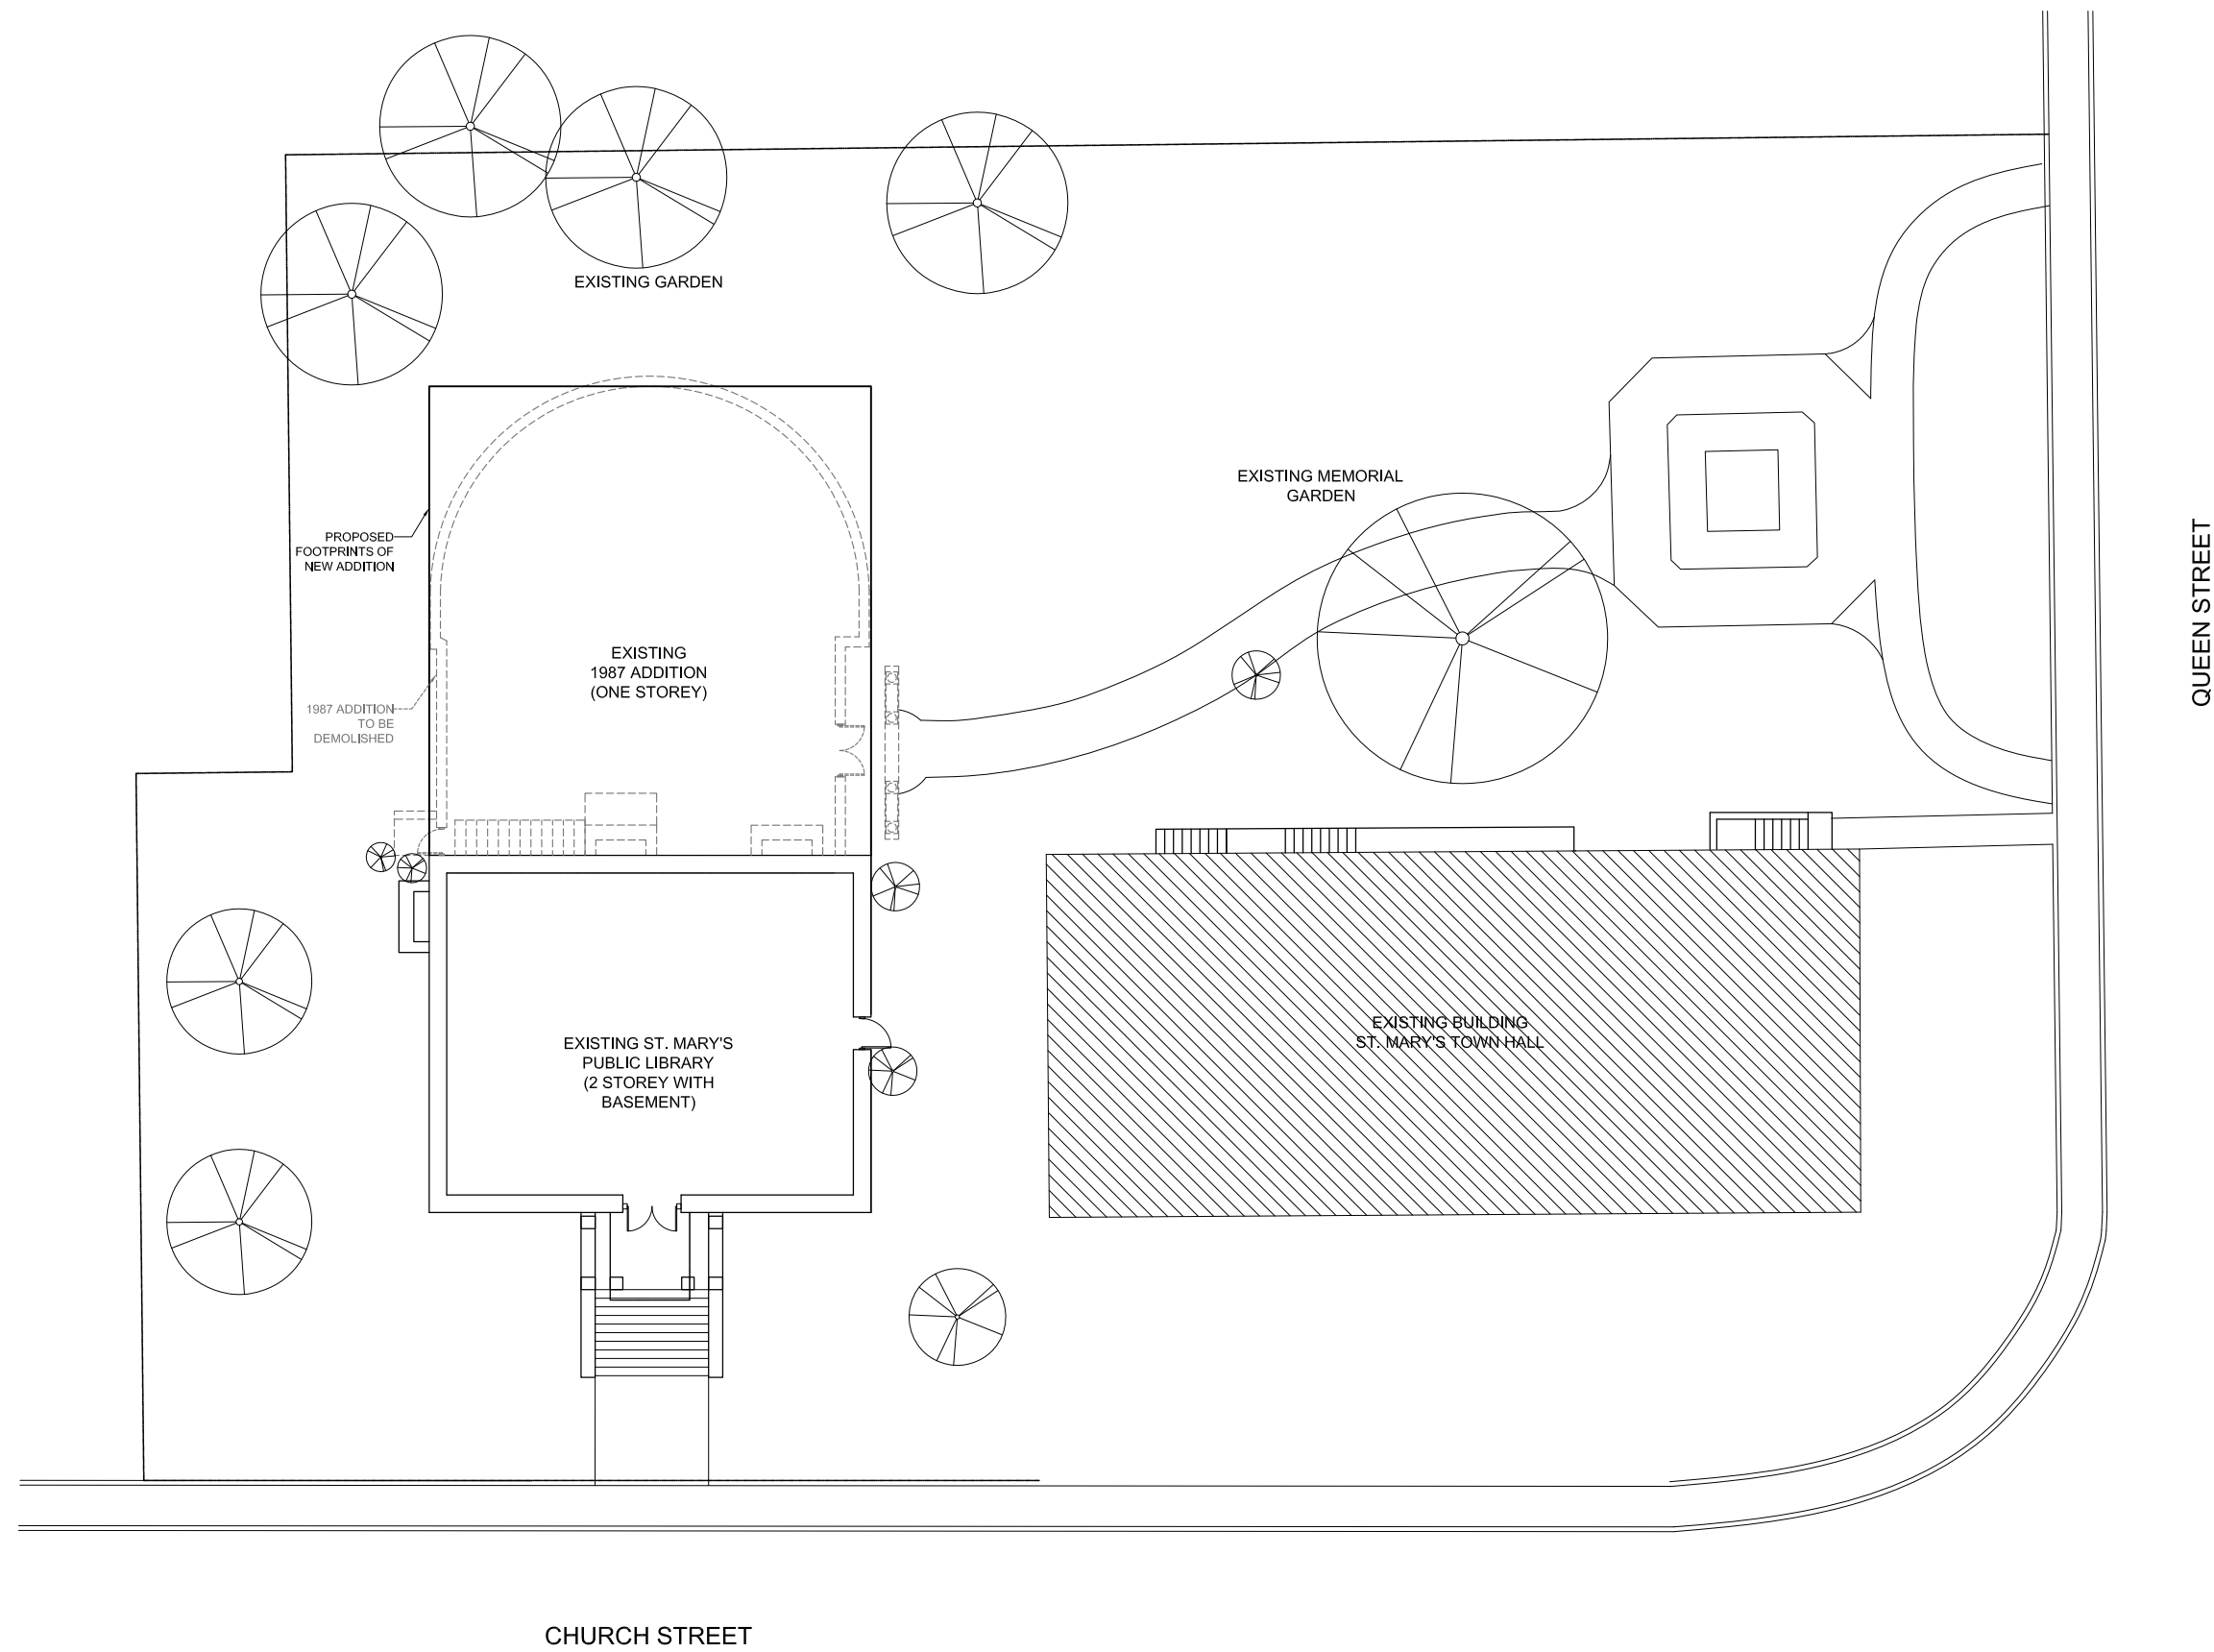 EXISTING GARDEN
EXISTING MEMORIAL
GARDEN
PROPOSED
FOOTPRINTS OF
NEW ADDITION
QUEEN STREET
EXISTING
1987 ADDITION
(ONE STOREY)
1987 ADDITION
TO BE
DEMOLISHED
EXISTING BUILDING
ST. MARY'S TOWN HALL
EXISTING ST. MARY'S
PUBLIC LIBRARY
(2 STOREY WITH
BASEMENT)
CHURCH STREET